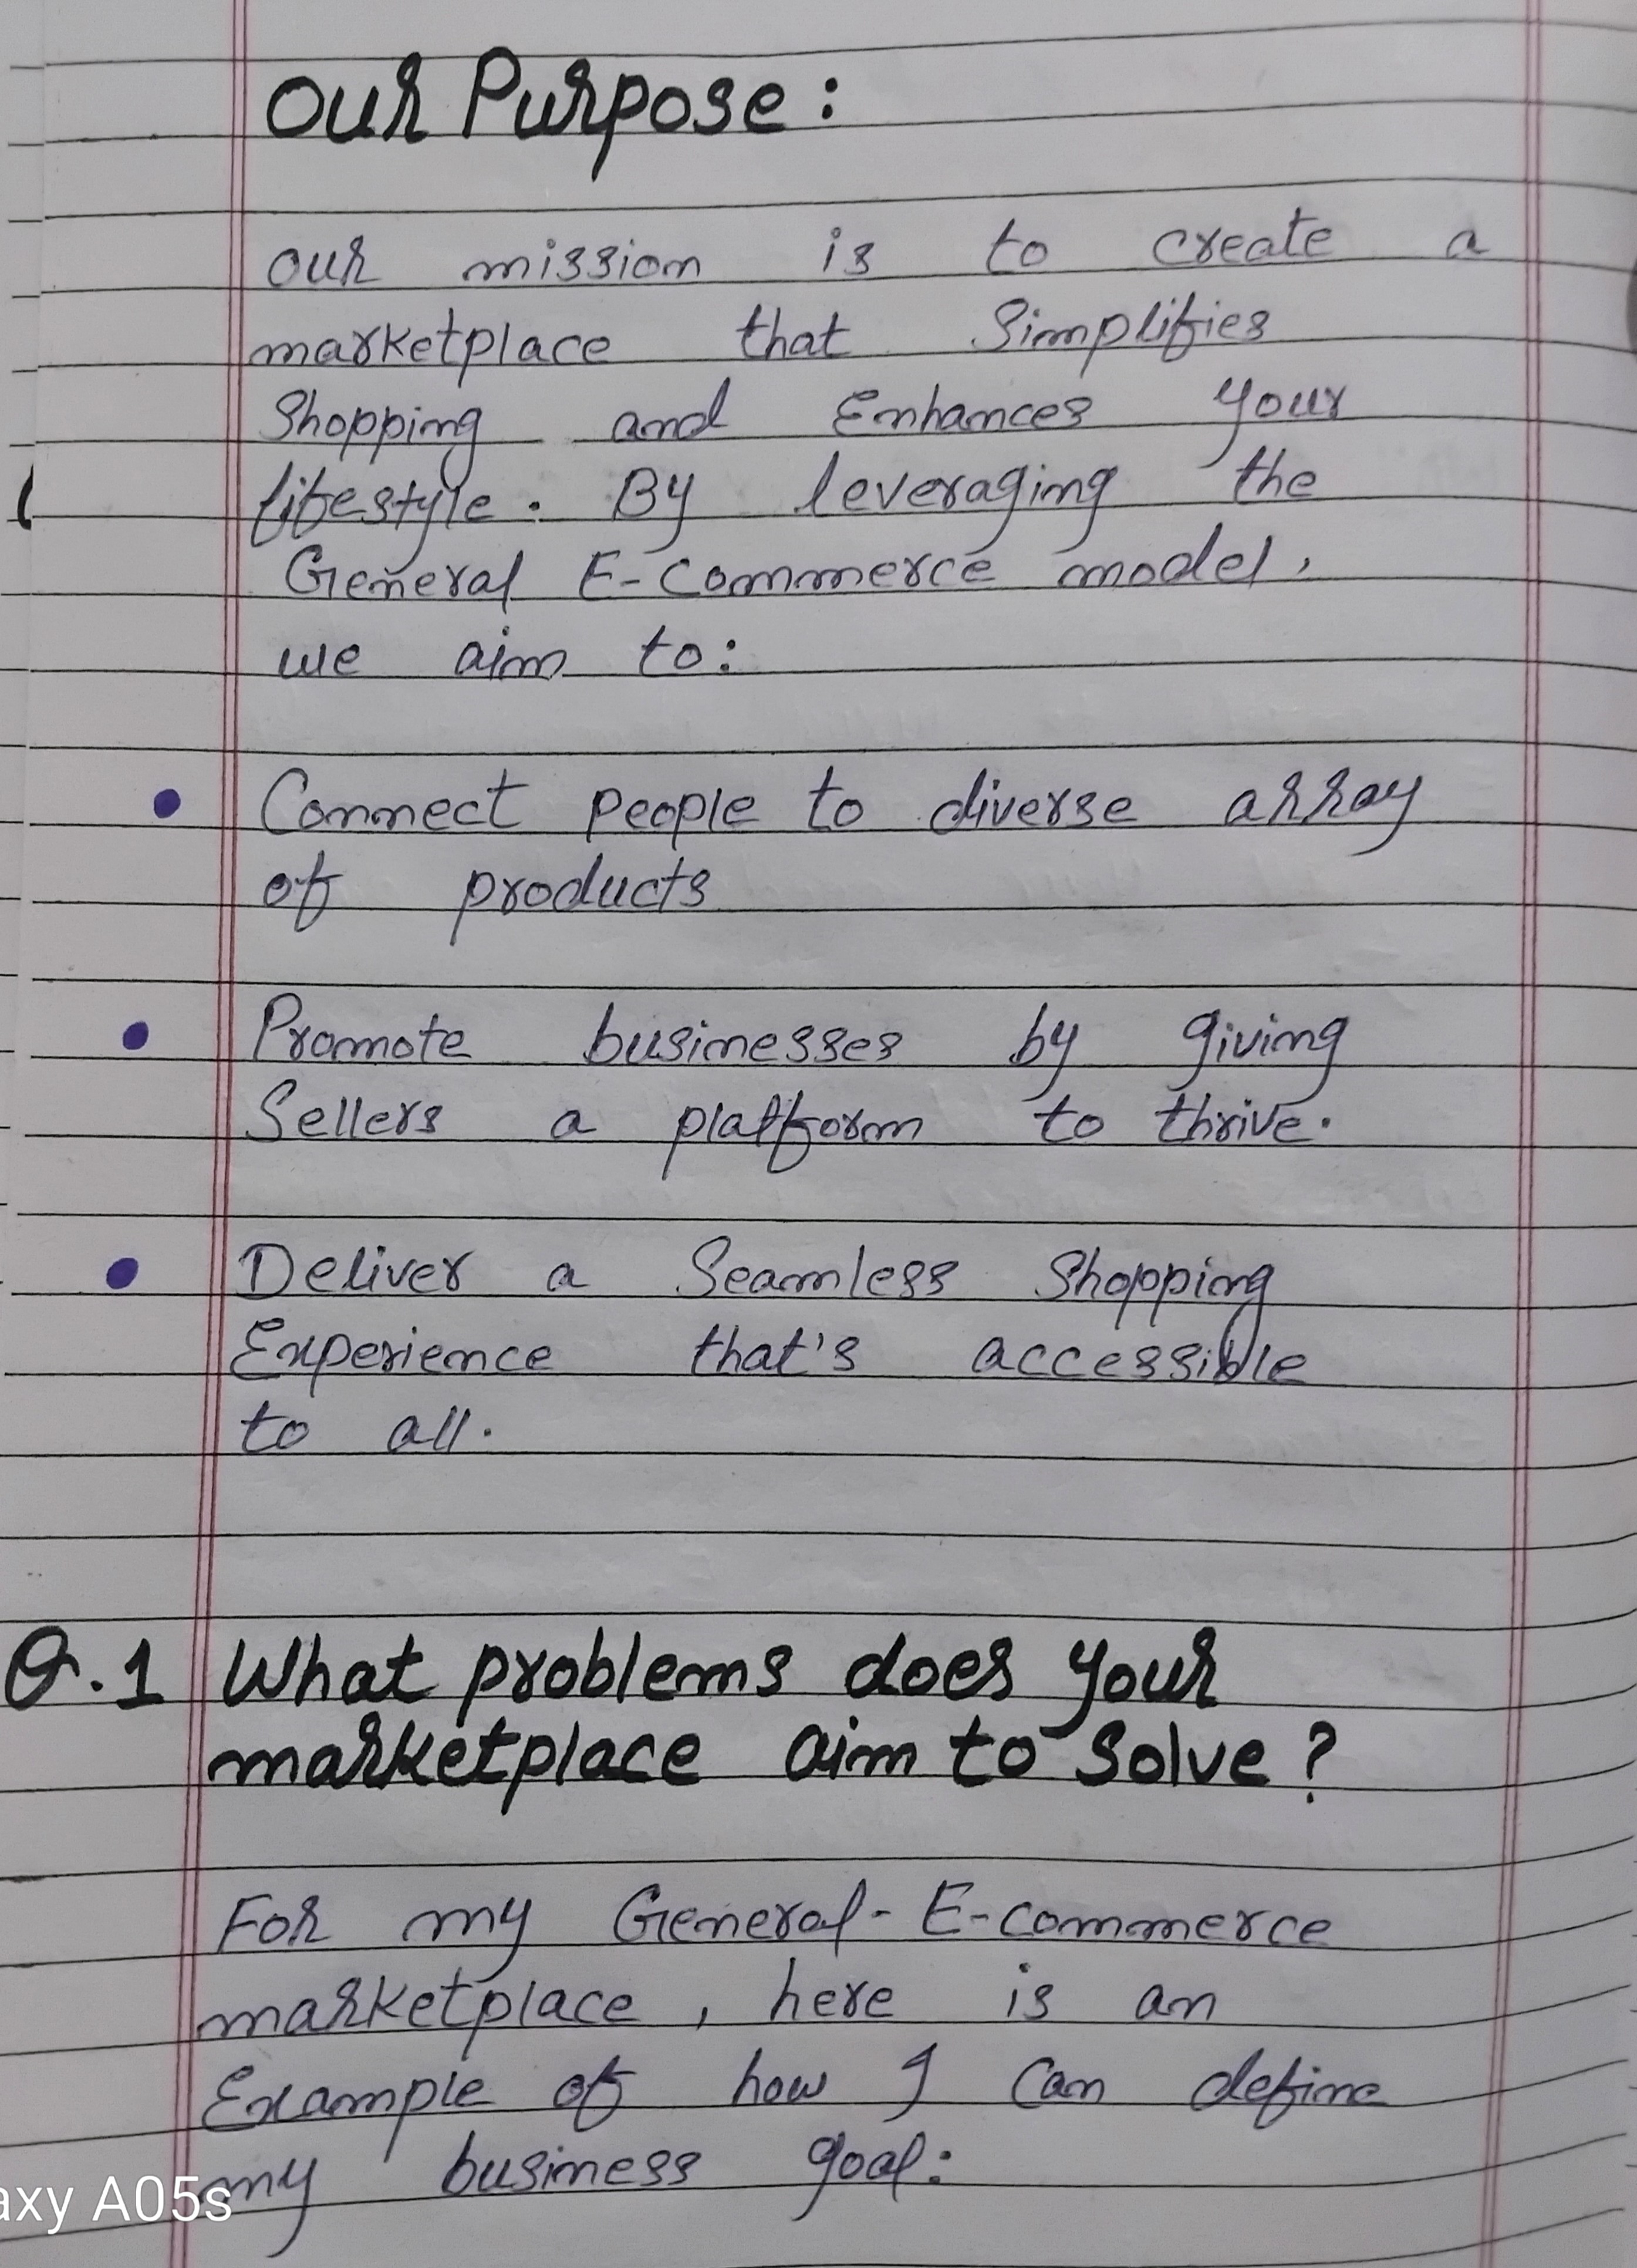 Our Purpose:
our mission is to create a
marketplace that Simplifies
Shopping and Enhances your
lifestyle. By leveraging the
General E-Commerce model,
we aim to:
• Connect people to diverse array
of products
• Promote businesses by giving
Sellers a platform to thrive.
• Deliver a Seamless Shopping
Experience that's accessible
to all.
Q.1 What problems does your
marketplace aim to Solve?
For my General-E-commerce
marketplace, here is an
Example of how I Can define
my business goal:
axy A05s